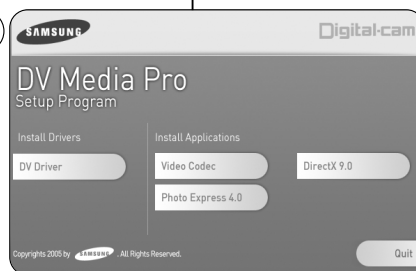 SAMSUNG
Digital-cam
DV Media Pro
Setup Program
Install Drivers
Install Applications
DV Driver
Video Codec
DirectX 9.0
Photo Express 4.0
Copyrights 2005 by SAMSUNG . All Rights Reserved.
Quit